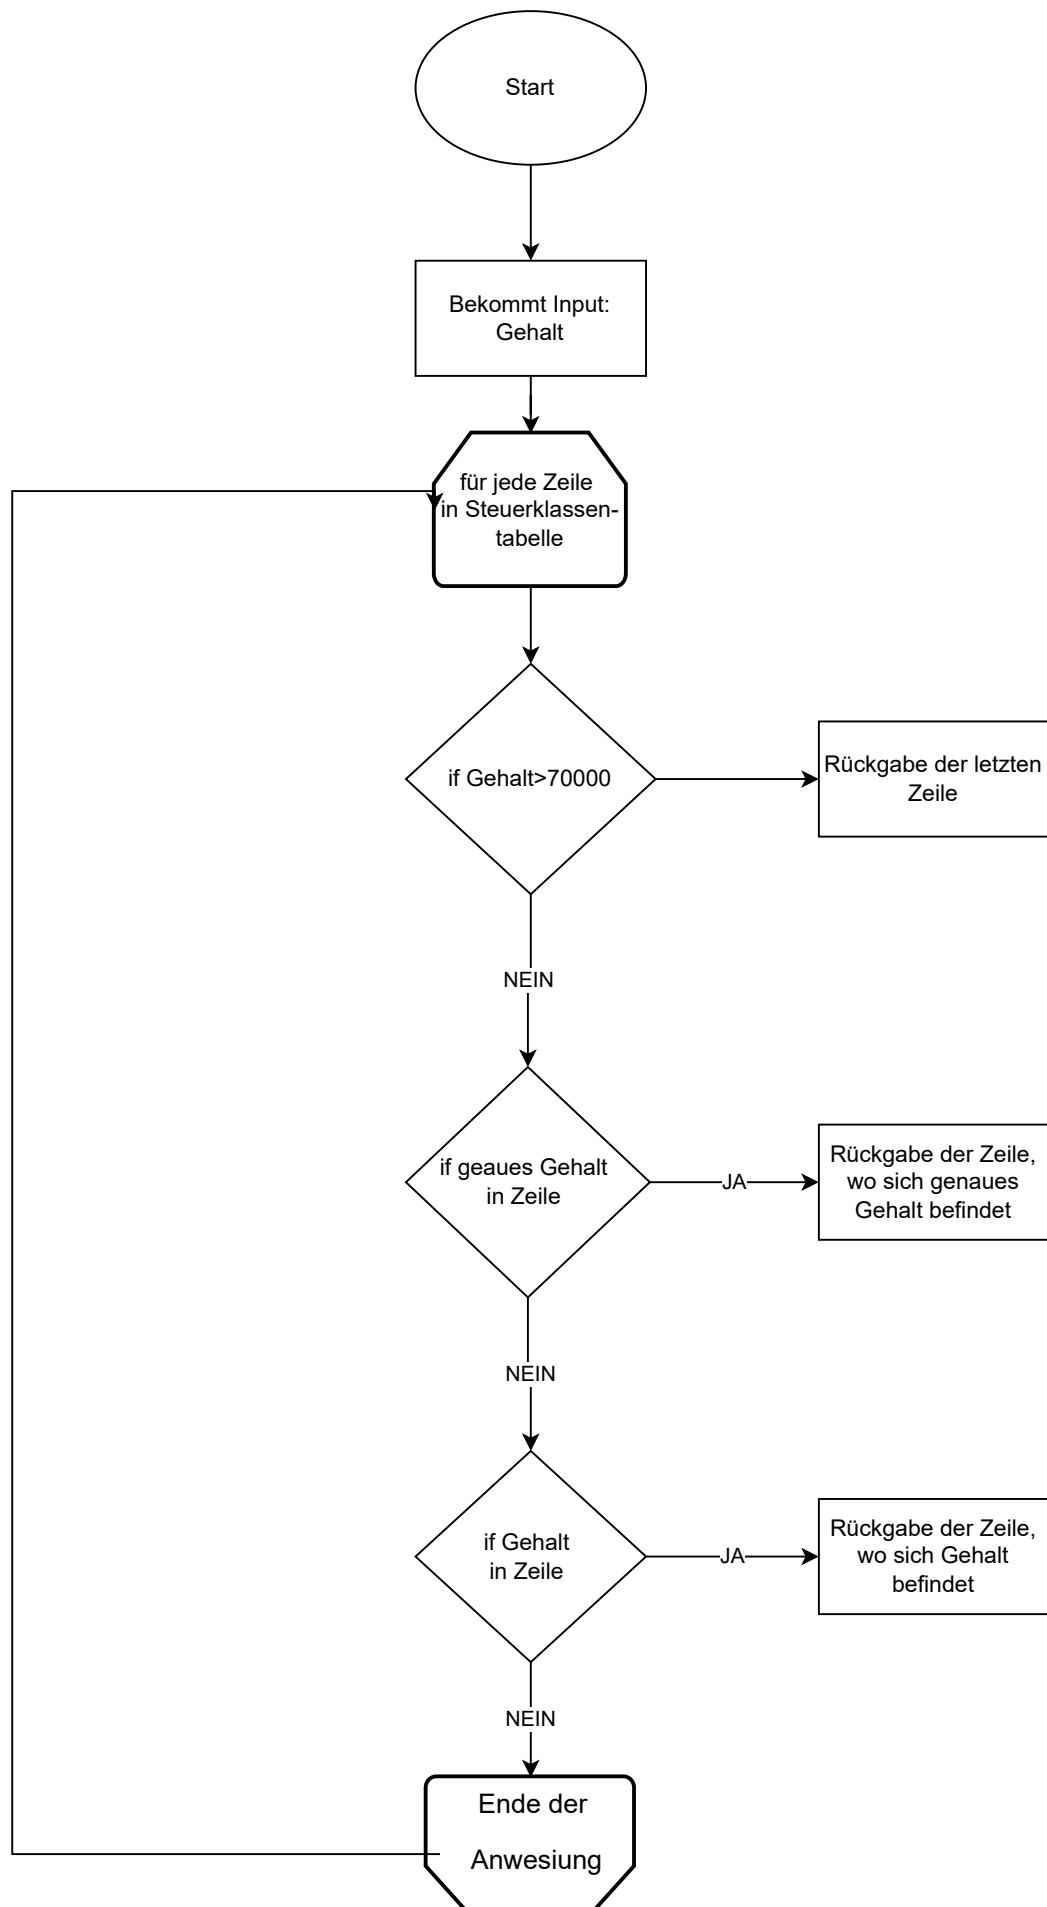 Start
Bekommt Input:
Gehalt
für jede Zeile
in Steuerklassen-
tabelle
if Gehalt>70000
Rückgabe der letzten
Zeile
NEIN
if geaues Gehalt
in Zeile
JA
Rückgabe der Zeile,
wo sich genaues
Gehalt befindet
NEIN
if Gehalt
in Zeile
JA
Rückgabe der Zeile,
wo sich Gehalt
befindet
NEIN
Ende der
Anwesiung